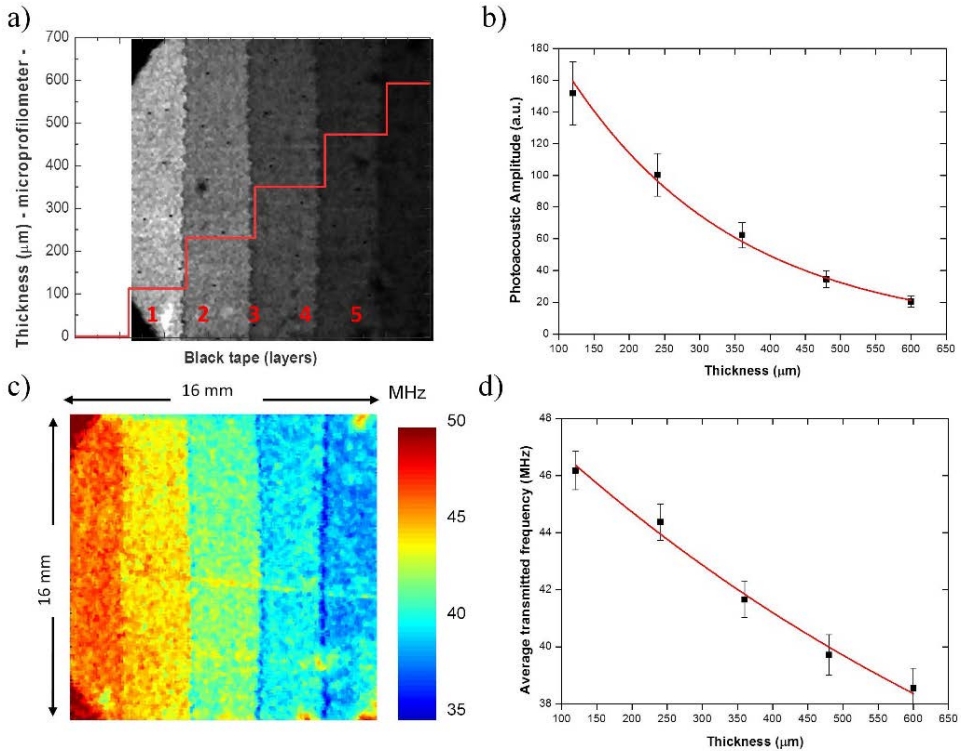 a)
Thickness (μm) - microprofilometer -
700
600
500
400
300
200
100
0
1 2 3 4 5
Black tape (layers)
b)
Photoacoustic Amplitude (a.u.)
180
160
140
120
100
80
60
40
20
0
100 150 200 250 300 350 400 450 500 550 600 650
Thickness (μm)
c)
16 mm
MHz
16 mm
50
45
40
35
d)
Average transmitted frequency (MHz)
48
46
44
42
40
38
100 150 200 250 300 350 400 450 500 550 600 650
Thickness (μm)